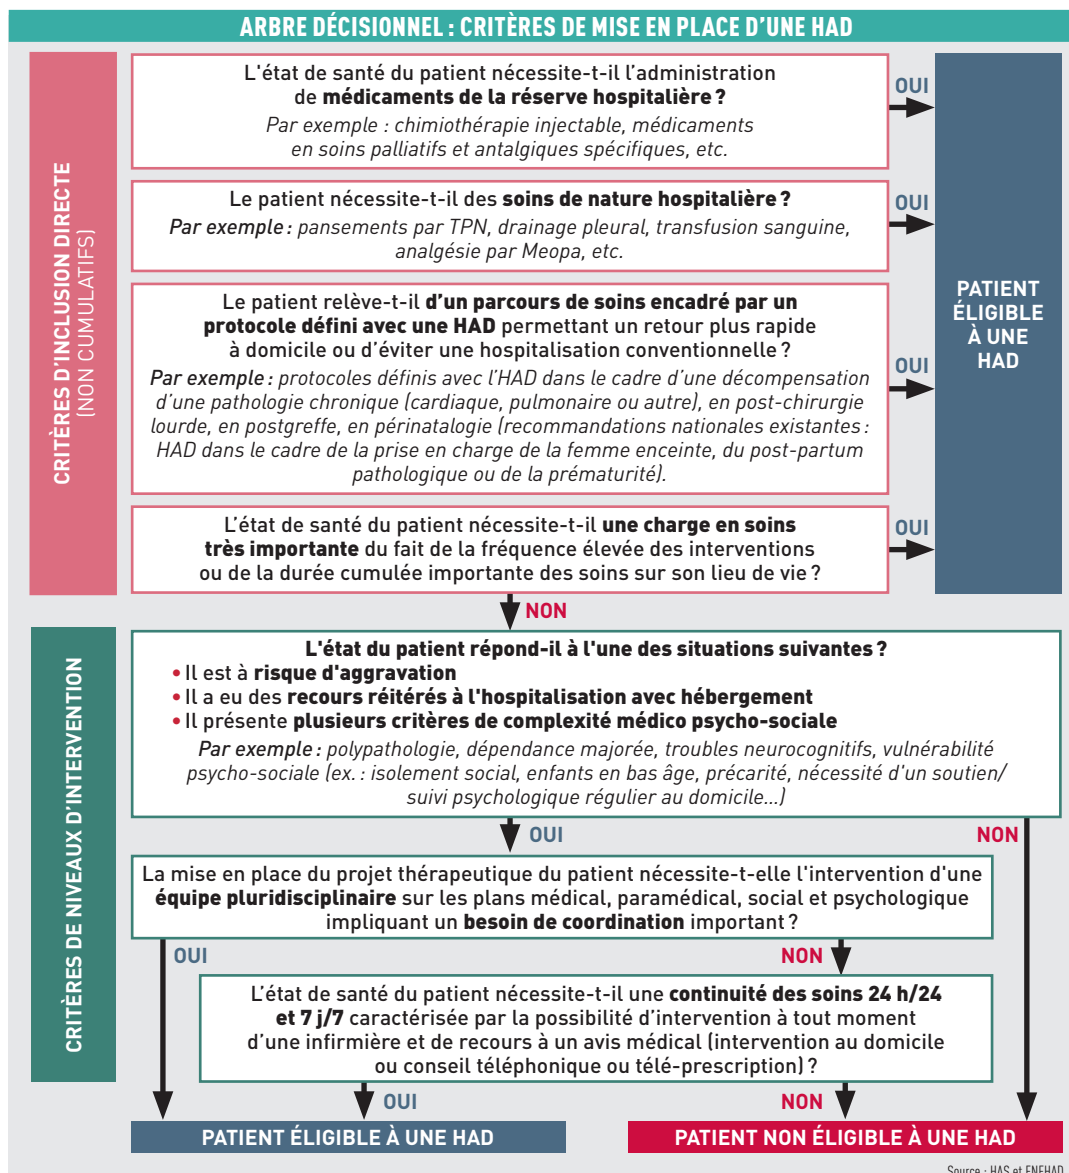 ARBRE DÉCISIONNEL : CRITÈRES DE MISE EN PLACE D'UNE HAD
CRITÈRES D'INCLUSION DIRECTE
(NON CUMULATIFS)
L'état de santé du patient nécessite-t-il l'administration
de médicaments de la réserve hospitalière ?
Par exemple : chimiothérapie injectable, médicaments
en soins palliatifs et antalgiques spécifiques, etc.
OUI
Le patient nécessite-t-il des soins de nature hospitalière ?
Par exemple : pansements par TPN, drainage pleural, transfusion sanguine,
analgésie par Meopa, etc.
OUI
Le patient relève-t-il d'un parcours de soins encadré par un
protocole défini avec une HAD permettant un retour plus rapide
à domicile ou d'éviter une hospitalisation conventionnelle ?
Par exemple : protocoles définis avec l'HAD dans le cadre d'une décompensation
d'une pathologie chronique (cardiaque, pulmonaire ou autre), en post-chirurgie
lourde, en postgreffe, en périnatalogie (recommandations nationales existantes :
HAD dans le cadre de la prise en charge de la femme enceinte, du post-partum
pathologique ou de la prématurité).
OUI
L'état de santé du patient nécessite-t-il une charge en soins
très importante du fait de la fréquence élevée des interventions
ou de la durée cumulée importante des soins sur son lieu de vie ?
OUI
PATIENT
ÉLIGIBLE
À UNE
HAD
NON
CRITÈRES DE NIVEAUX D'INTERVENTION
L'état du patient répond-il à l'une des situations suivantes ?
• Il est à risque d'aggravation
• Il a eu des recours réitérés à l'hospitalisation avec hébergement
• Il présente plusieurs critères de complexité médico psycho-sociale
Par exemple : polypathologie, dépendance majorée, troubles neurocognitifs, vulnérabilité
psycho-sociale (ex. : isolement social, enfants en bas âge, précarité, nécessité d'un soutien/
suivi psychologique régulier au domicile...)
OUI
NON
La mise en place du projet thérapeutique du patient nécessite-t-elle l'intervention d'une
équipe pluridisciplinaire sur les plans médical, paramédical, social et psychologique
impliquant un besoin de coordination important ?
OUI
NON
L'état de santé du patient nécessite-t-il une continuité des soins 24 h/24
et 7 j/7 caractérisée par la possibilité d'intervention à tout moment
d'une infirmière et de recours à un avis médical (intervention au domicile
ou conseil téléphonique ou télé-prescription) ?
OUI
NON
PATIENT ÉLIGIBLE À UNE HAD
PATIENT NON ÉLIGIBLE À UNE HAD
Source : HAS et FNEHAD